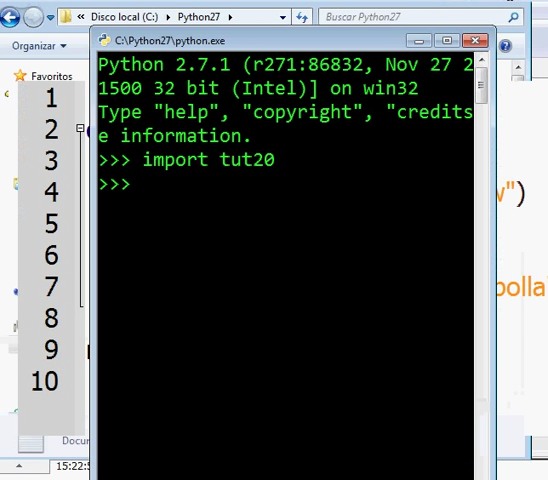 Disco local (C:) ▸ Python27 ▸
Buscar Python27
Organizar
C:\Python27\python.exe
Favoritos
Python 2.7.1 (r271:86832, Nov 27 2
1500 32 bit (Intel)] on win32
Type "help", "copyright", "credits
e information.
>>> import tut20
>>>
1
2
3
4
5
6
7
8
9
10
")
polla
Docum
15:22:5